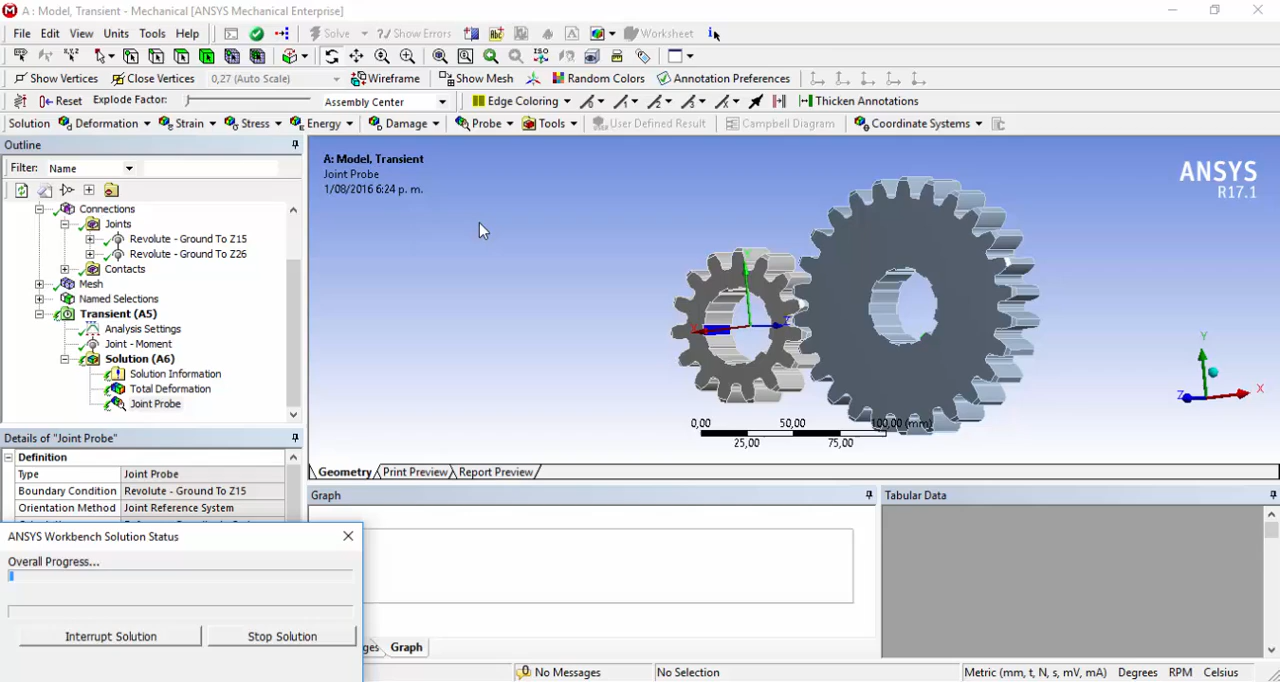 A : Model, Transient - Mechanical [ANSYS Mechanical Enterprise]
File Edit View Units Tools Help Solve Show Errors Worksheet
Show Vertices Close Vertices 0,27 (Auto Scale) Wireframe Show Mesh Random Colors Annotation Preferences
Reset Explode Factor: Assembly Center Edge Coloring Thicken Annotations
Solution Deformation Strain Stress Energy Damage Probe Tools User Defined Result Campbell Diagram Coordinate Systems
Outline
Filter: Name
Connections
Joints
Revolute - Ground To Z15
Revolute - Ground To Z26
Contacts
Mesh
Named Selections
Transient (A5)
Analysis Settings
Joint - Moment
Solution (A6)
Solution Information
Total Deformation
Joint Probe
Details of "Joint Probe"
Definition
Type Joint Probe
Boundary Condition Revolute - Ground To Z15
Orientation Method Joint Reference System
ANSYS Workbench Solution Status
Overall Progress...
Interrupt Solution Stop Solution
A: Model, Transient
Joint Probe
1/08/2016 6:24 p. m.
ANSYS
R17.1
Y
X
Z
0,00 50,00 100,00 (mm)
25,00 75,00
Geometry Print Preview Report Preview
Graph
Tabular Data
Graph
No Messages No Selection Metric (mm, t, N, s, mV, mA) Degrees RPM Celsius